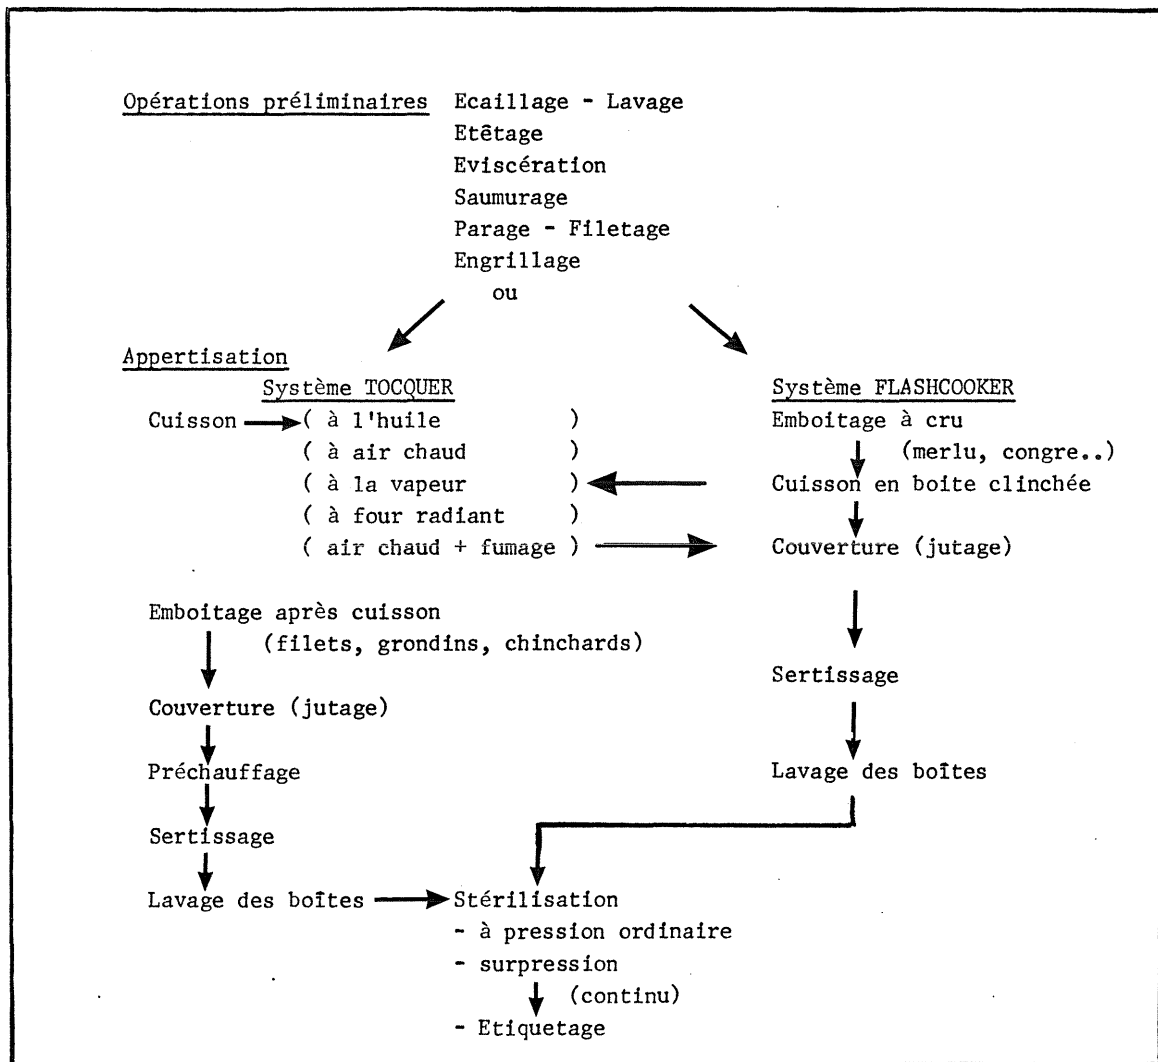 Opérations préliminaires Ecaillage - Lavage
Etêtage
Eviscération
Saumurage
Parage - Filetage
Engrillage
ou
Appertisation
Système TOCQUER
Cuisson ( à l'huile )
( à air chaud )
( à la vapeur )
( à four radiant )
( air chaud + fumage )
Emboitage après cuisson
(filets, grondins, chinchards)
Couverture (jutage)
Préchauffage
Sertissage
Lavage des boîtes
Système FLASHCOOKER
Emboitage à cru
(merlu, congre..)
Cuisson en boite clinchée
Couverture (jutage)
Sertissage
Lavage des boîtes
Stérilisation
- à pression ordinaire
- surpression
(continu)
- Etiquetage